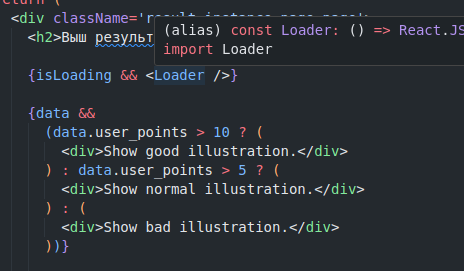 <div className='result-instance-page page'>
<h2>Выш результ
(alias) const Loader: () => React.JS
import Loader
{isLoading && <Loader />}
{data &&
(data.user_points > 10 ? (
<div>Show good illustration.</div>
) : data.user_points > 5 ? (
<div>Show normal illustration.</div>
) : (
<div>Show bad illustration.</div>
))}